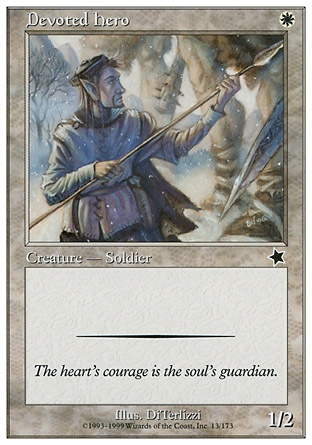 Devoted Hero
Creature — Soldier
The heart's courage is the soul's guardian.
1/2
Illus. DiTerlizzi
©1993-1999 Wizards of the Coast, Inc. 13/173